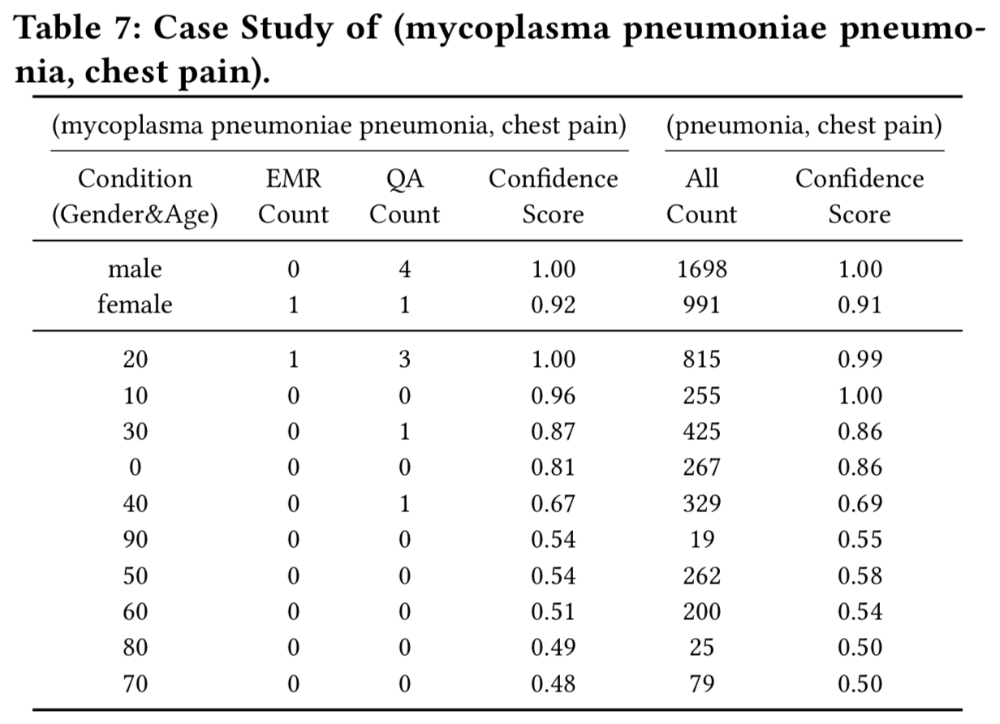 Table 7: Case Study of (mycoplasma pneumoniae pneumo-
nia, chest pain).
(mycoplasma pneumoniae pneumonia, chest pain) (pneumonia, chest pain)
Condition EMR QA Confidence All Confidence
(Gender&Age) Count Count Score Count Score
male 0 4 1.00 1698 1.00
female 1 1 0.92 991 0.91
20 1 3 1.00 815 0.99
10 0 0 0.96 255 1.00
30 0 1 0.87 425 0.86
0 0 0 0.81 267 0.86
40 0 1 0.67 329 0.69
90 0 0 0.54 19 0.55
50 0 0 0.54 262 0.58
60 0 0 0.51 200 0.54
80 0 0 0.49 25 0.50
70 0 0 0.48 79 0.50